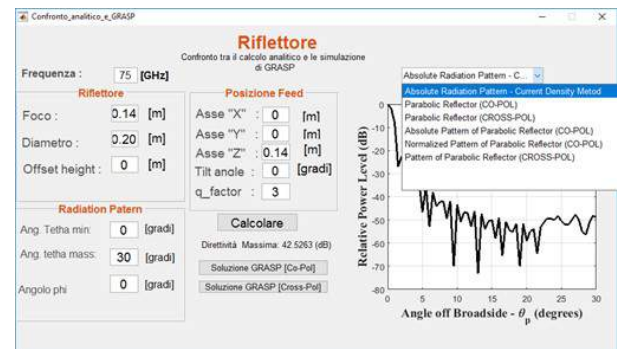 Confronto_analitico_e_GRASP
Riflettore
Confronto tra il calcolo analitico e le simulazione
di GRASP
Frequenza : 75 [GHz]
Riflettore
Foco : 0.14 [m]
Diametro : 0.20 [m]
Offset height : 0 [m]
Posizione Feed
Asse "X" : 0 [m]
Asse "Y" : 0 [m]
Asse "Z" : 0.14 [m]
Tilt anole : 0 [gradi]
q_factor : 3
Radiation Patern
Ang. Tetha min: 0 [gradi]
Ang. tetha mass: 30 [gradi]
Angolo phi 0 [gradi]
Calcolare
Direttività Massima: 42.5263 (dB)
Soluzione GRASP [Co-Pol]
Soluzione GRASP [Cross-Pol]
Absolute Radiation Pattern - C...
Absolute Radiation Pattern - Current Density Metod
Parabolic Reflector (CO-POL)
Parabolic Reflector (CROSS-POL)
Absolute Pattern of Parabolic Reflector (CO-POL)
Normalized Pattern of Parabolic Reflector (CO-POL)
Pattern of Parabolic Reflector (CROSS-POL)
Relative Power Level (dB)
0
-10
-20
-30
-40
-50
-60
-70
-80
0 5 10 15 20 25 30
Angle off Broadside - θp (degrees)